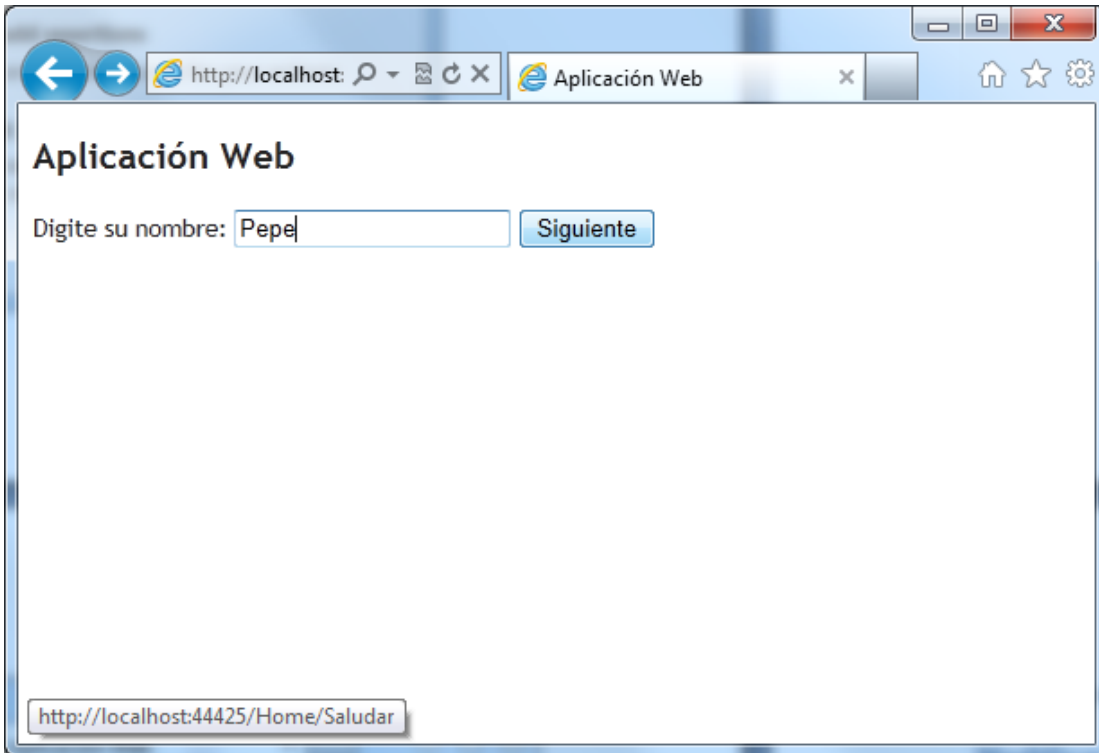 http://localhost:
Aplicación Web
Aplicación Web
Digite su nombre: Pepe Siguiente
http://localhost:44425/Home/Saludar